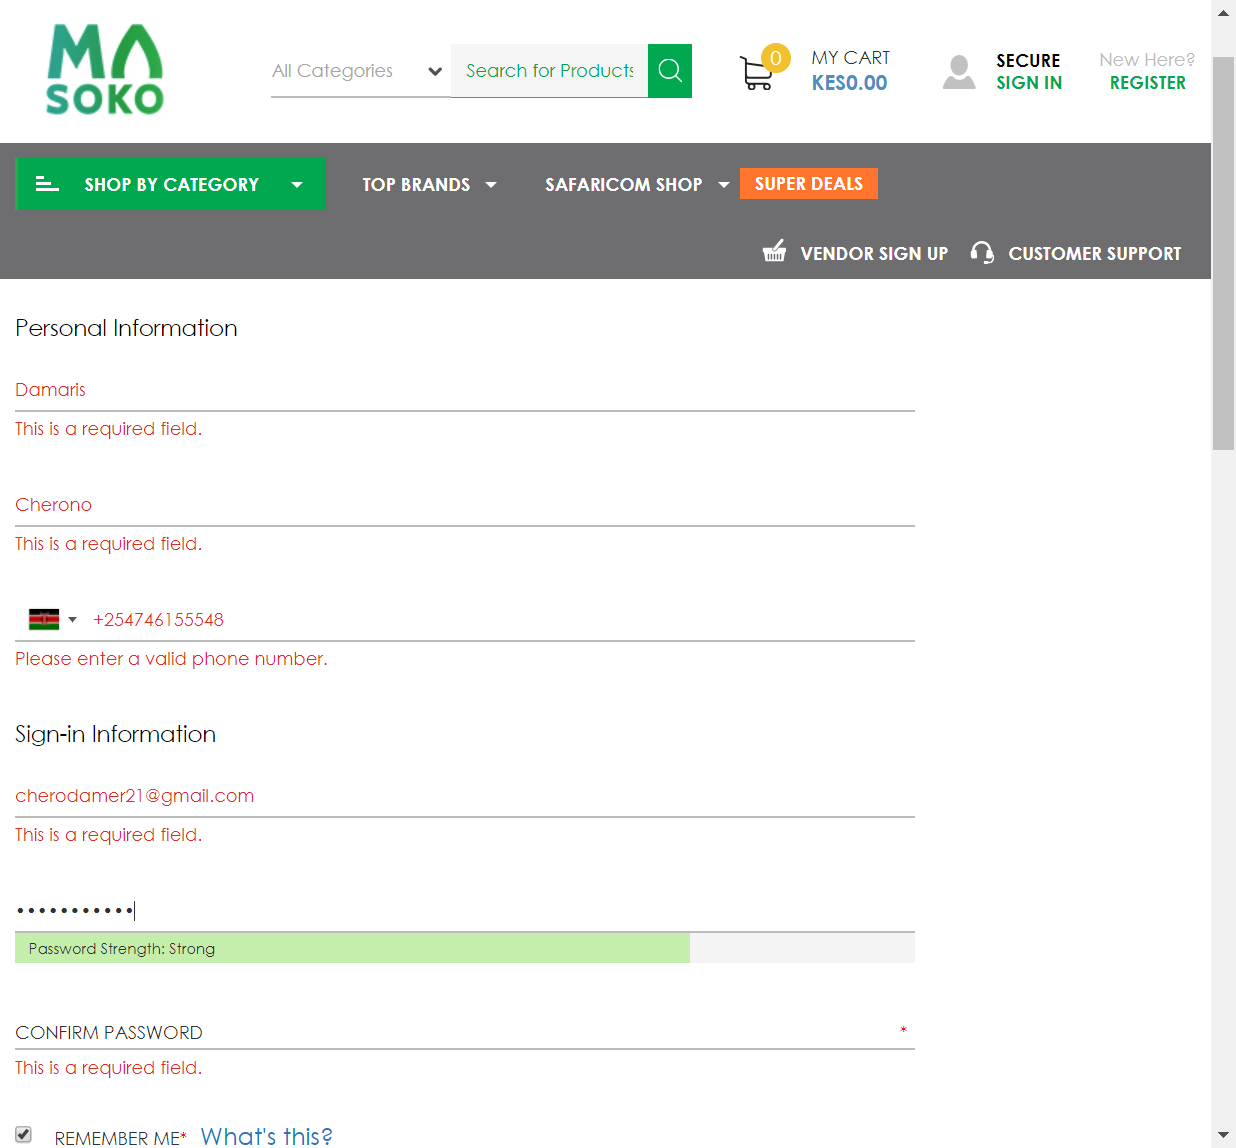 MA
SOKO
All Categories
Search for Products
0
MY CART
KES0.00
SECURE
SIGN IN
New Here?
REGISTER
SHOP BY CATEGORY
TOP BRANDS
SAFARICOM SHOP
SUPER DEALS
VENDOR SIGN UP
CUSTOMER SUPPORT
Personal Information
Damaris
This is a required field.
Cherono
This is a required field.
+254746155548
Please enter a valid phone number.
Sign-in Information
cherodamer21@gmail.com
This is a required field.
•••••••••••
Password Strength: Strong
CONFIRM PASSWORD *
This is a required field.
REMEMBER ME* What's this?